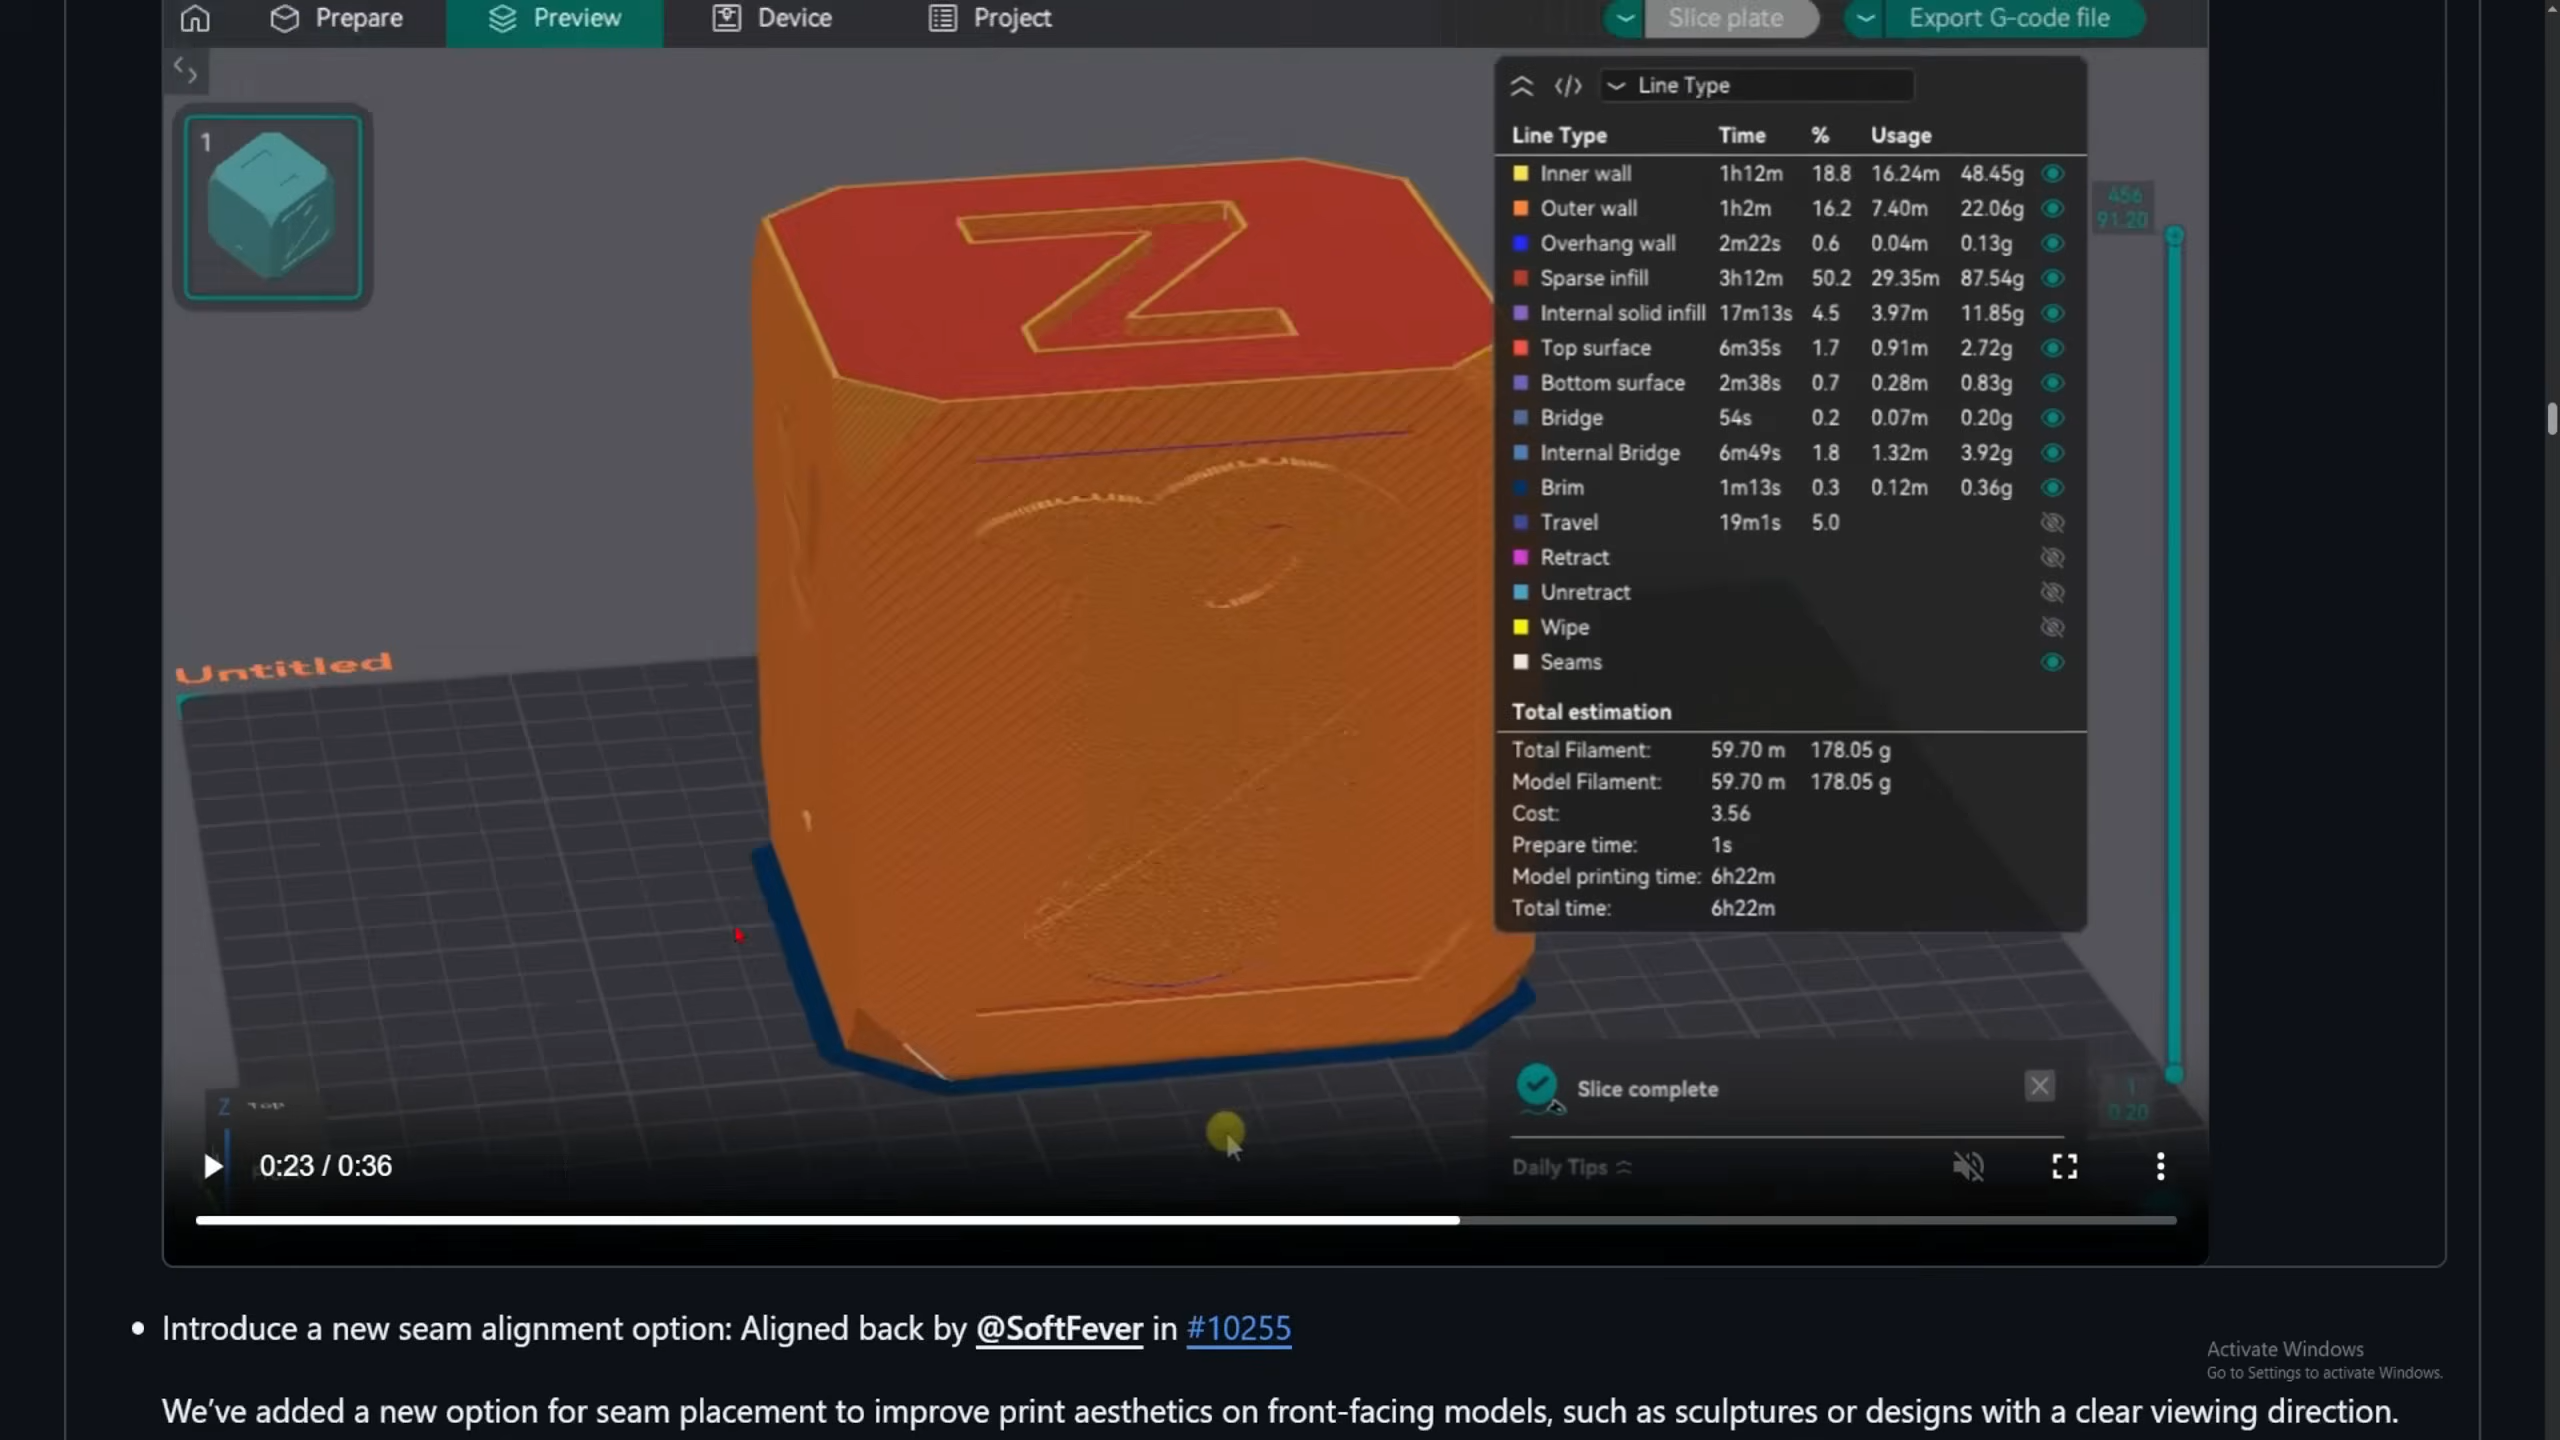 Prepare
Preview
Device
Project
Slice plate
Export G-code file
1
</> Line Type
Line Type Time % Usage
Inner wall 1h12m 18.8 16.24m 48.45g
Outer wall 1h2m 16.2 7.40m 22.06g
Overhang wall 2m22s 0.6 0.04m 0.13g
Sparse infill 3h12m 50.2 29.35m 87.54g
Internal solid infill 17m13s 4.5 3.97m 11.85g
Top surface 6m35s 1.7 0.91m 2.72g
Bottom surface 2m38s 0.7 0.28m 0.83g
Bridge 54s 0.2 0.07m 0.20g
Internal Bridge 6m49s 1.8 1.32m 3.92g
Brim 1m13s 0.3 0.12m 0.36g
Travel 19m1s 5.0
Retract
Unretract
Wipe
Seams
Total estimation
Total Filament: 59.70 m 178.05 g
Model Filament: 59.70 m 178.05 g
Cost: 3.56
Prepare time: 1s
Model printing time: 6h22m
Total time: 6h22m
456
91.20
Z
Untitled
Z Top
Slice complete
1
0.20
0:23 / 0:36
Daily Tips
• Introduce a new seam alignment option: Aligned back by @SoftFever in #10255
Activate Windows
Go to Settings to activate Windows.
We’ve added a new option for seam placement to improve print aesthetics on front-facing models, such as sculptures or designs with a clear viewing direction.